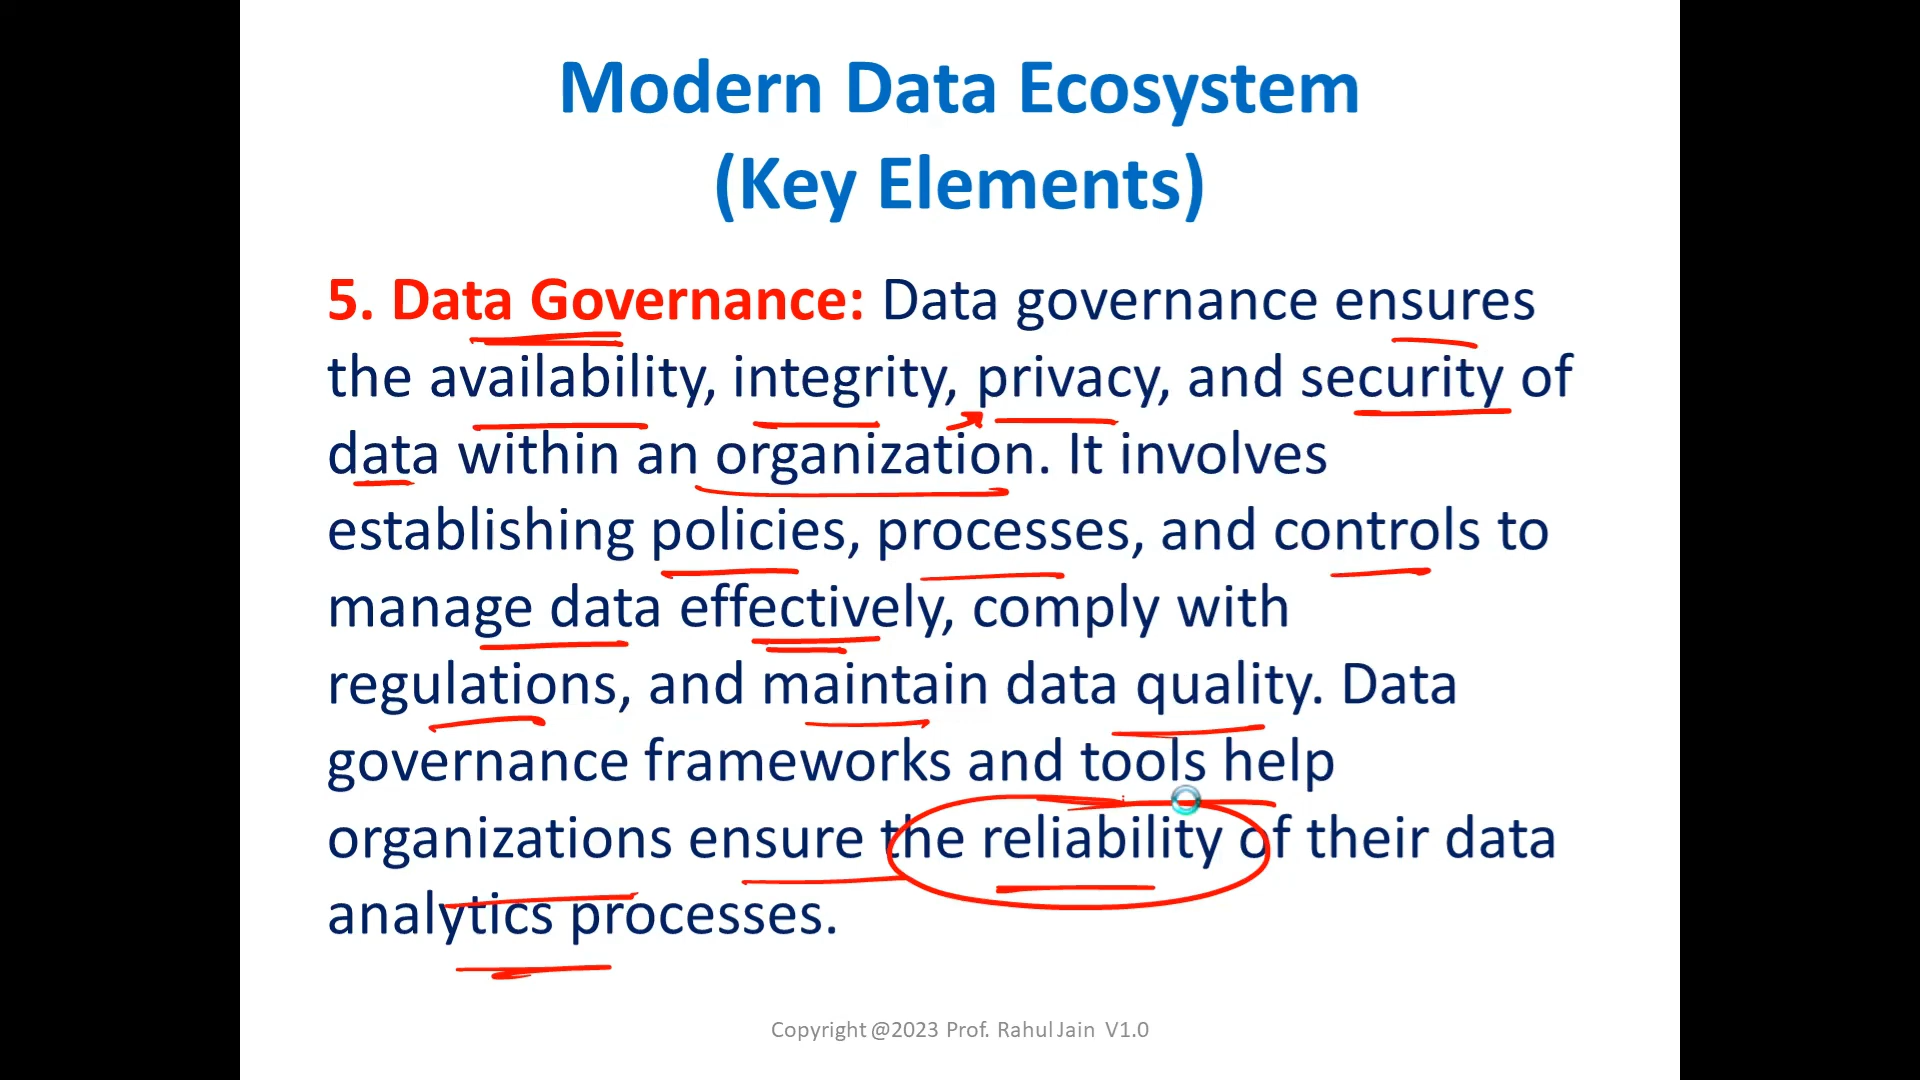 Modern Data Ecosystem
(Key Elements)
5. Data Governance: Data governance ensures
the availability, integrity, privacy, and security of
data within an organization. It involves
establishing policies, processes, and controls to
manage data effectively, comply with
regulations, and maintain data quality. Data
governance frameworks and tools help
organizations ensure the reliability of their data
analytics processes.
Copyright @2023 Prof. Rahul Jain V1.0